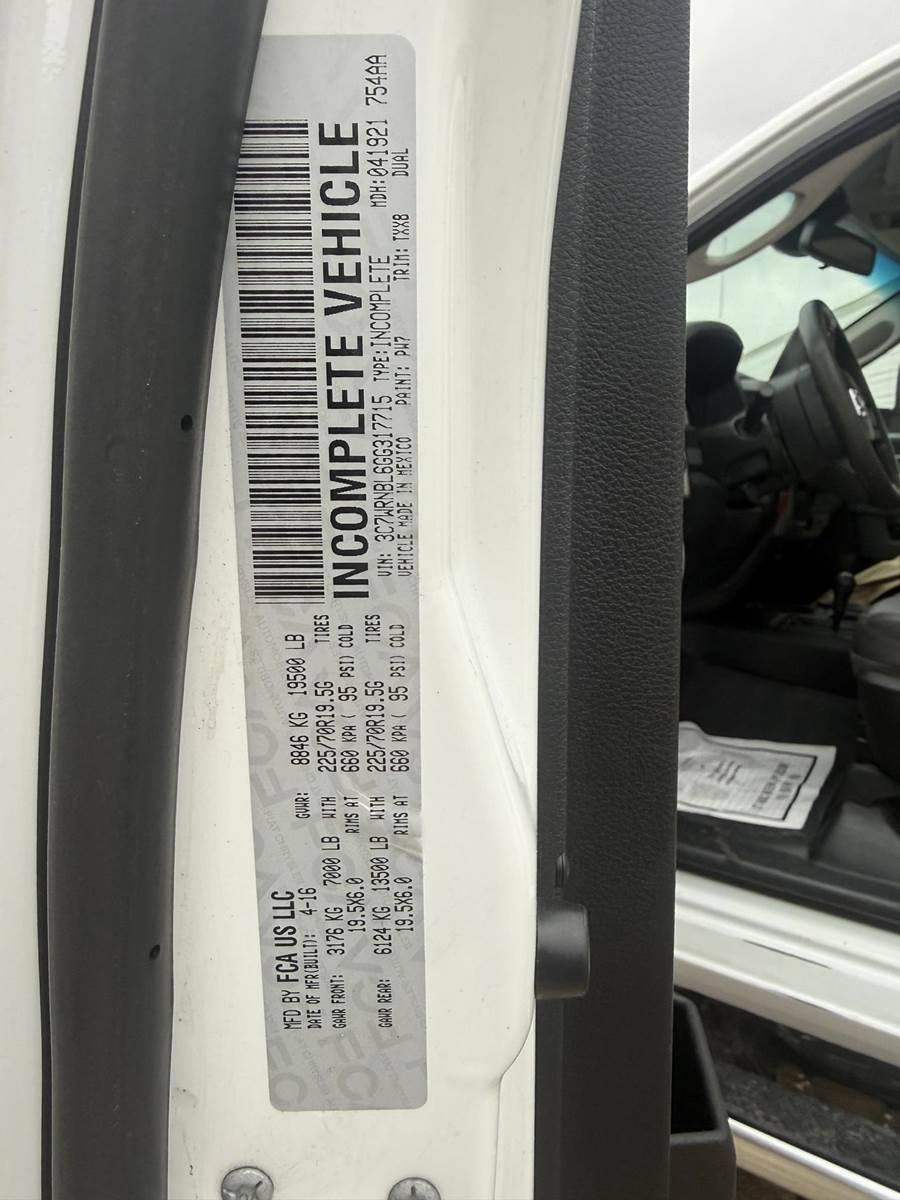 MFD BY FCA US LLC
DATE OF MFR(BUILT): 4-16 GVWR: 8846 KG 19500 LB
GAWR FRONT: 3176 KG 7000 LB WITH 225/70R19.5G TIRES
19.5X6.0 RIMS AT 660 KPA ( 95 PSI) COLD
GAWR REAR: 6124 KG 13500 LB WITH 225/70R19.5G TIRES
19.5X6.0 RIMS AT 660 KPA ( 95 PSI) COLD
INCOMPLETE VEHICLE
VIN: 3C7WRNBL6GG317715 TYPE: INCOMPLETE MDH: 041921 754AA
VEHICLE MADE IN MEXICO PAINT: PW7 TRIM: TXX8 DUAL